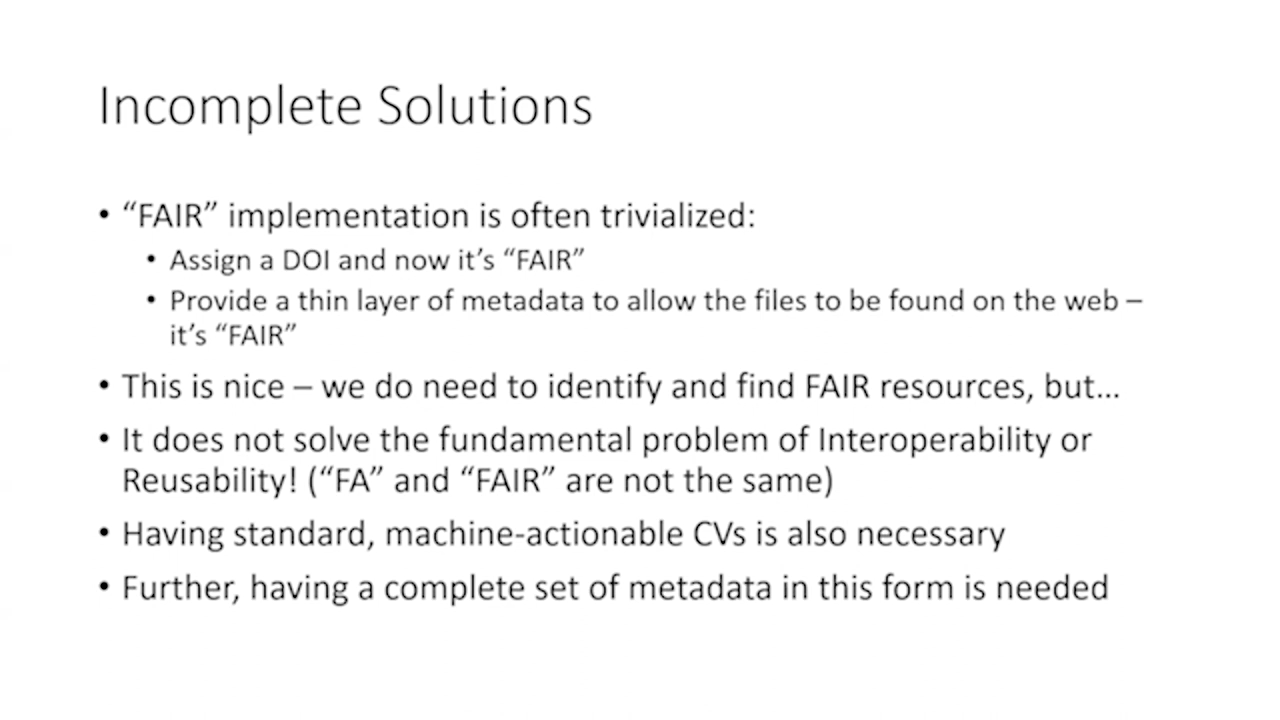 Incomplete Solutions
• “FAIR” implementation is often trivialized:
• Assign a DOI and now it’s “FAIR”
• Provide a thin layer of metadata to allow the files to be found on the web –
it’s “FAIR”
• This is nice – we do need to identify and find FAIR resources, but…
• It does not solve the fundamental problem of Interoperability or
Reusability! (“FA” and “FAIR” are not the same)
• Having standard, machine-actionable CVs is also necessary
• Further, having a complete set of metadata in this form is needed